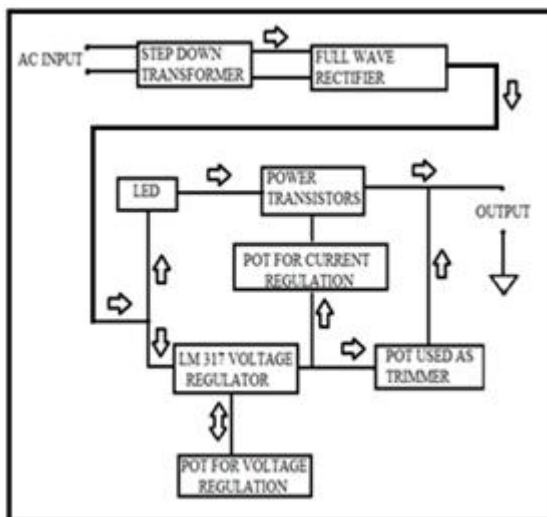 AC INPUT
STEP DOWN
TRANSFORMER
FULL WAVE
RECTIFIER
LED
POWER
TRANSISTORS
OUTPUT
POT FOR CURRENT
REGULATION
LM 317 VOLTAGE
REGULATOR
POT USED AS
TRIMMER
POT FOR VOLTAGE
REGULATION